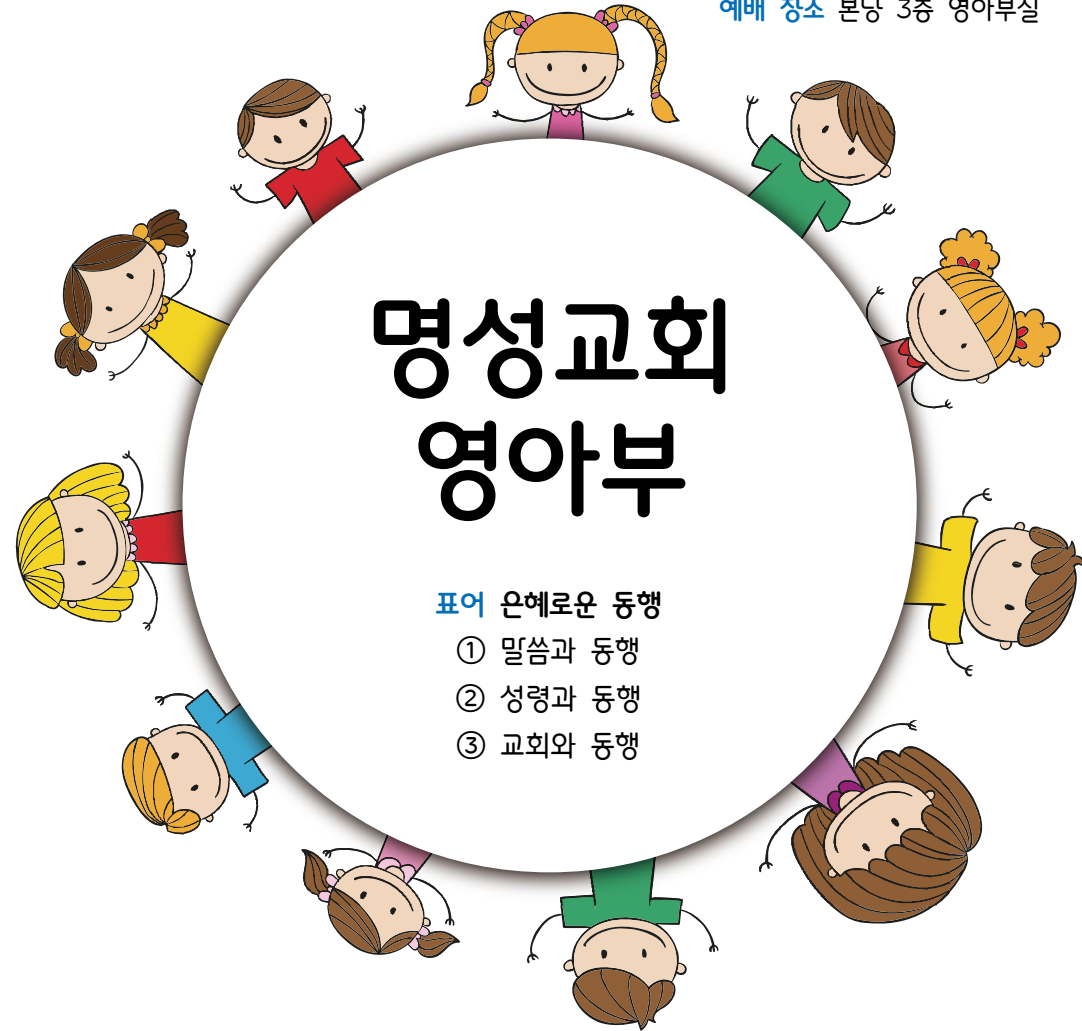 예배 장소 본당 3층 영아부실
명성교회
영아부
표어 은혜로운 동행
① 말씀과 동행
② 성령과 동행
③ 교회와 동행